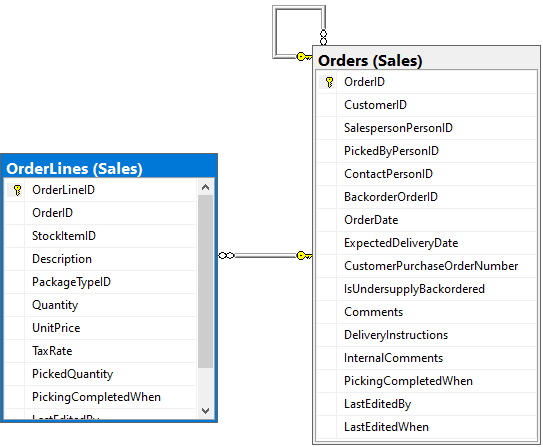 Orders (Sales)
OrderID
CustomerID
SalespersonPersonID
PickedByPersonID
ContactPersonID
BackorderOrderID
OrderDate
ExpectedDeliveryDate
CustomerPurchaseOrderNumber
IsUndersupplyBackordered
Comments
DeliveryInstructions
InternalComments
PickingCompletedWhen
LastEditedBy
LastEditedWhen
OrderLines (Sales)
OrderLineID
OrderID
StockItemID
Description
PackageTypeID
Quantity
UnitPrice
TaxRate
PickedQuantity
PickingCompletedWhen
LastEditedBy